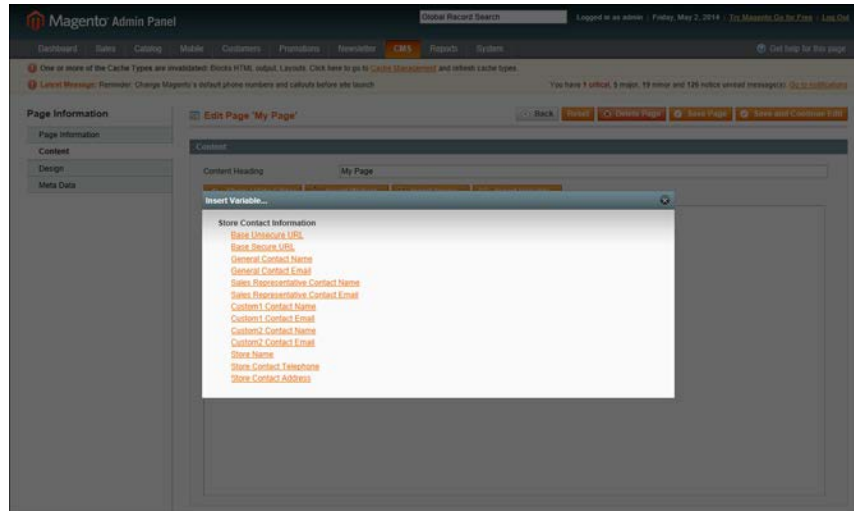 Magento Admin Panel
Global Record Search
Logged in as admin | Friday, May 2, 2014 | Try Magento Go for Free | Log Out
Dashboard Sales Catalog Mobile Customers Promotions Newsletter CMS Reports System
Get help for this page
One or more of the Cache Types are invalidated: Blocks HTML output, Layouts. Click here to go to Cache Management and refresh cache types.
Latest Message: Reminder: Change Magento's default phone numbers and callouts before site launch
You have 1 critical, 5 major, 19 minor and 126 notice unread message(s). Go to notifications
Page Information
Page Information
Content
Design
Meta Data
Edit Page 'My Page'
Back Reset Delete Page Save Page Save and Continue Edit
Content
Content Heading My Page
Insert Variable...
Store Contact Information
Base Unsecure URL
Base Secure URL
General Contact Name
General Contact Email
Sales Representative Contact Name
Sales Representative Contact Email
Custom1 Contact Name
Custom1 Contact Email
Custom2 Contact Name
Custom2 Contact Email
Store Name
Store Contact Telephone
Store Contact Address